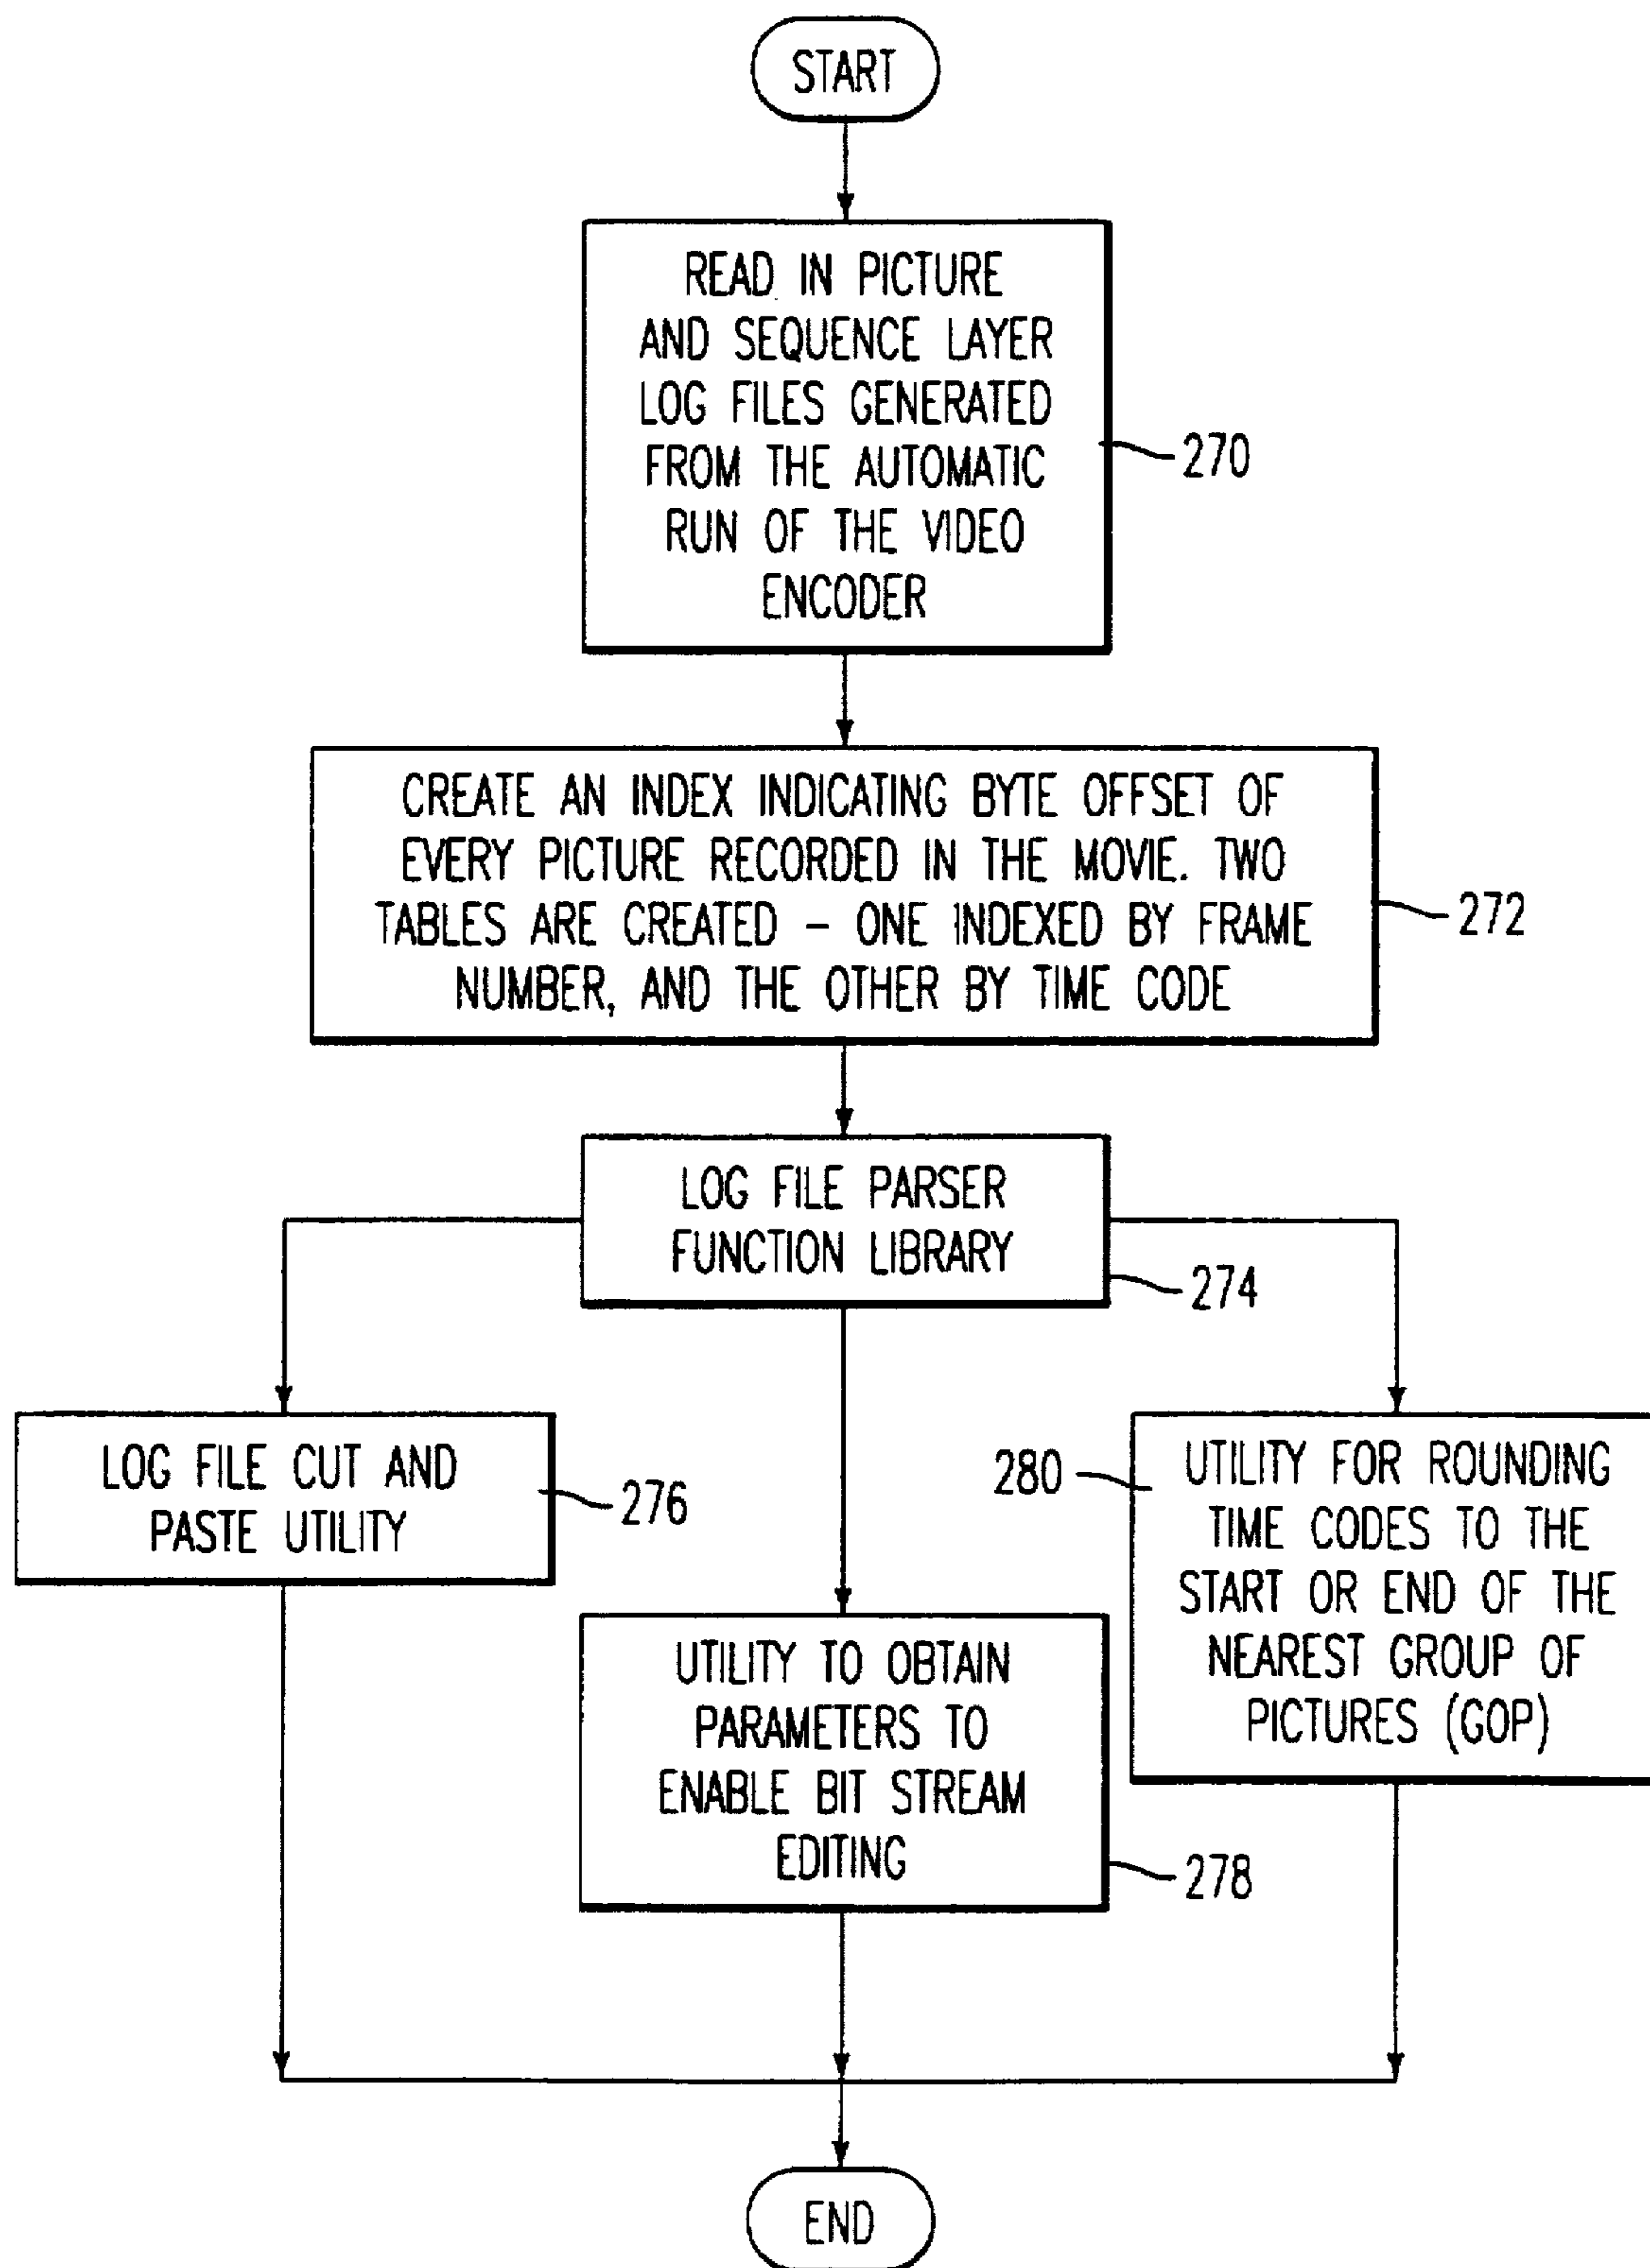 START
READ IN PICTURE
AND SEQUENCE LAYER
LOG FILES GENERATED
FROM THE AUTOMATIC
RUN OF THE VIDEO
ENCODER
270
CREATE AN INDEX INDICATING BYTE OFFSET OF
EVERY PICTURE RECORDED IN THE MOVIE. TWO
TABLES ARE CREATED – ONE INDEXED BY FRAME
NUMBER, AND THE OTHER BY TIME CODE
272
LOG FILE PARSER
FUNCTION LIBRARY
274
LOG FILE CUT AND
PASTE UTILITY
276
UTILITY TO OBTAIN
PARAMETERS TO
ENABLE BIT STREAM
EDITING
278
280
UTILITY FOR ROUNDING
TIME CODES TO THE
START OR END OF THE
NEAREST GROUP OF
PICTURES (GOP)
END